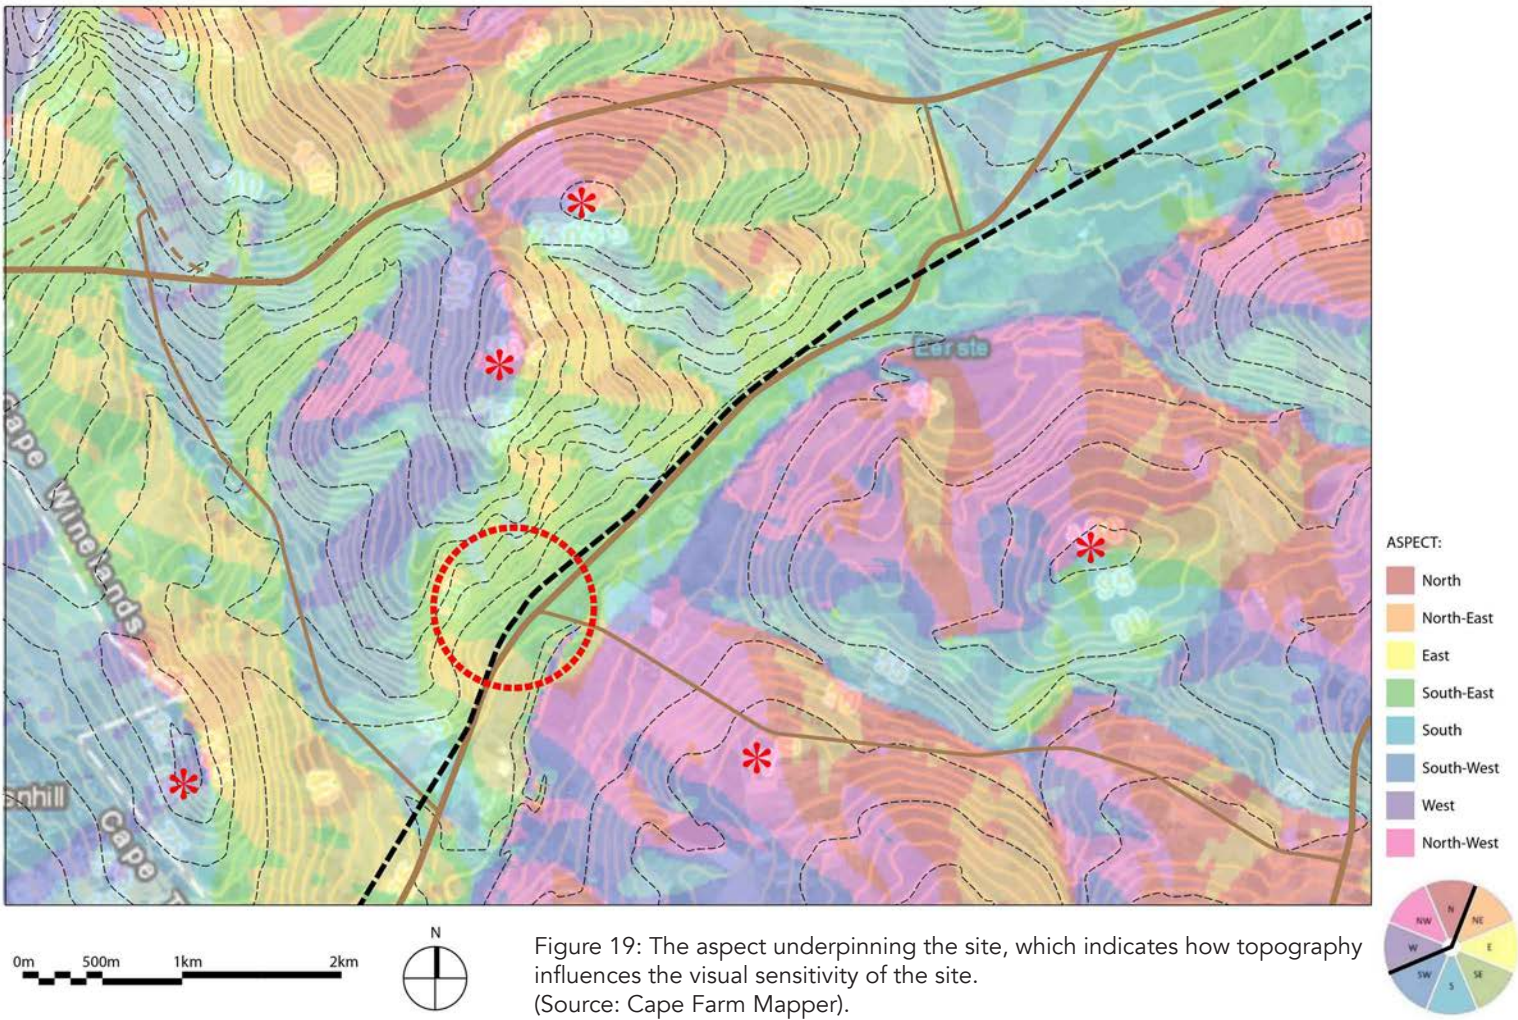 Eerste
Cape Winelands
Cape T
snhill
ASPECT:
North
North-East
East
South-East
South
South-West
West
North-West
N
NE
E
SE
S
SW
W
NW
0m 500m 1km 2km
N
Figure 19: The aspect underpinning the site, which indicates how topography
influences the visual sensitivity of the site.
(Source: Cape Farm Mapper).